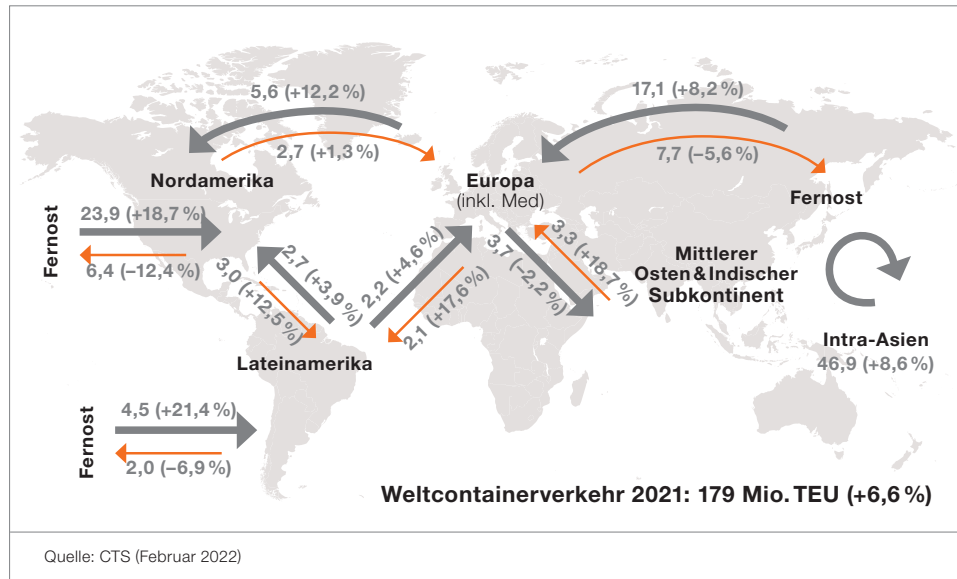 5,6 (+12,2 %)
17,1 (+8,2 %)
2,7 (+1,3 %)
7,7 (−5,6 %)
Nordamerika
Europa
(inkl. Med)
Fernost
Fernost
23,9 (+18,7 %)
6,4 (−12,4 %)
3,0 (+12,5 %)
2,7 (+3,9 %)
2,2 (+4,6 %)
2,1 (+17,6 %)
3,7 (−2,2 %)
3,3 (+18,7 %)
Mittlerer
Osten & Indischer
Subkontinent
Intra-Asien
46,9 (+8,6 %)
Lateinamerika
Fernost
4,5 (+21,4 %)
2,0 (−6,9 %)
Weltcontainerverkehr 2021: 179 Mio. TEU (+6,6 %)
Quelle: CTS (Februar 2022)